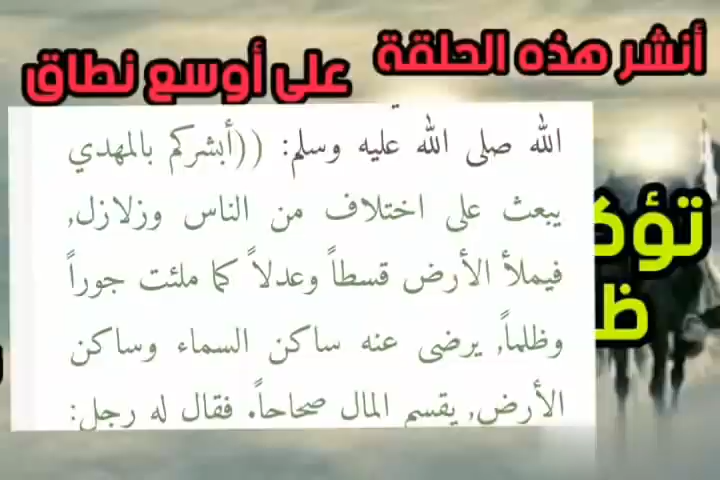 أنشر هذه الحلقة على أوسع نطاق
الله صلى الله عليه وسلم: ((أبشركم بالمهدي
يبعث على اختلاف من الناس وزلازل,
فيملأ الأرض قسطاً وعدلاً كما ملئت جوراً
وظلماً, يرضى عنه ساكن السماء وساكن
الأرض, يقسم المال صحاحاً. فقال له رجل: